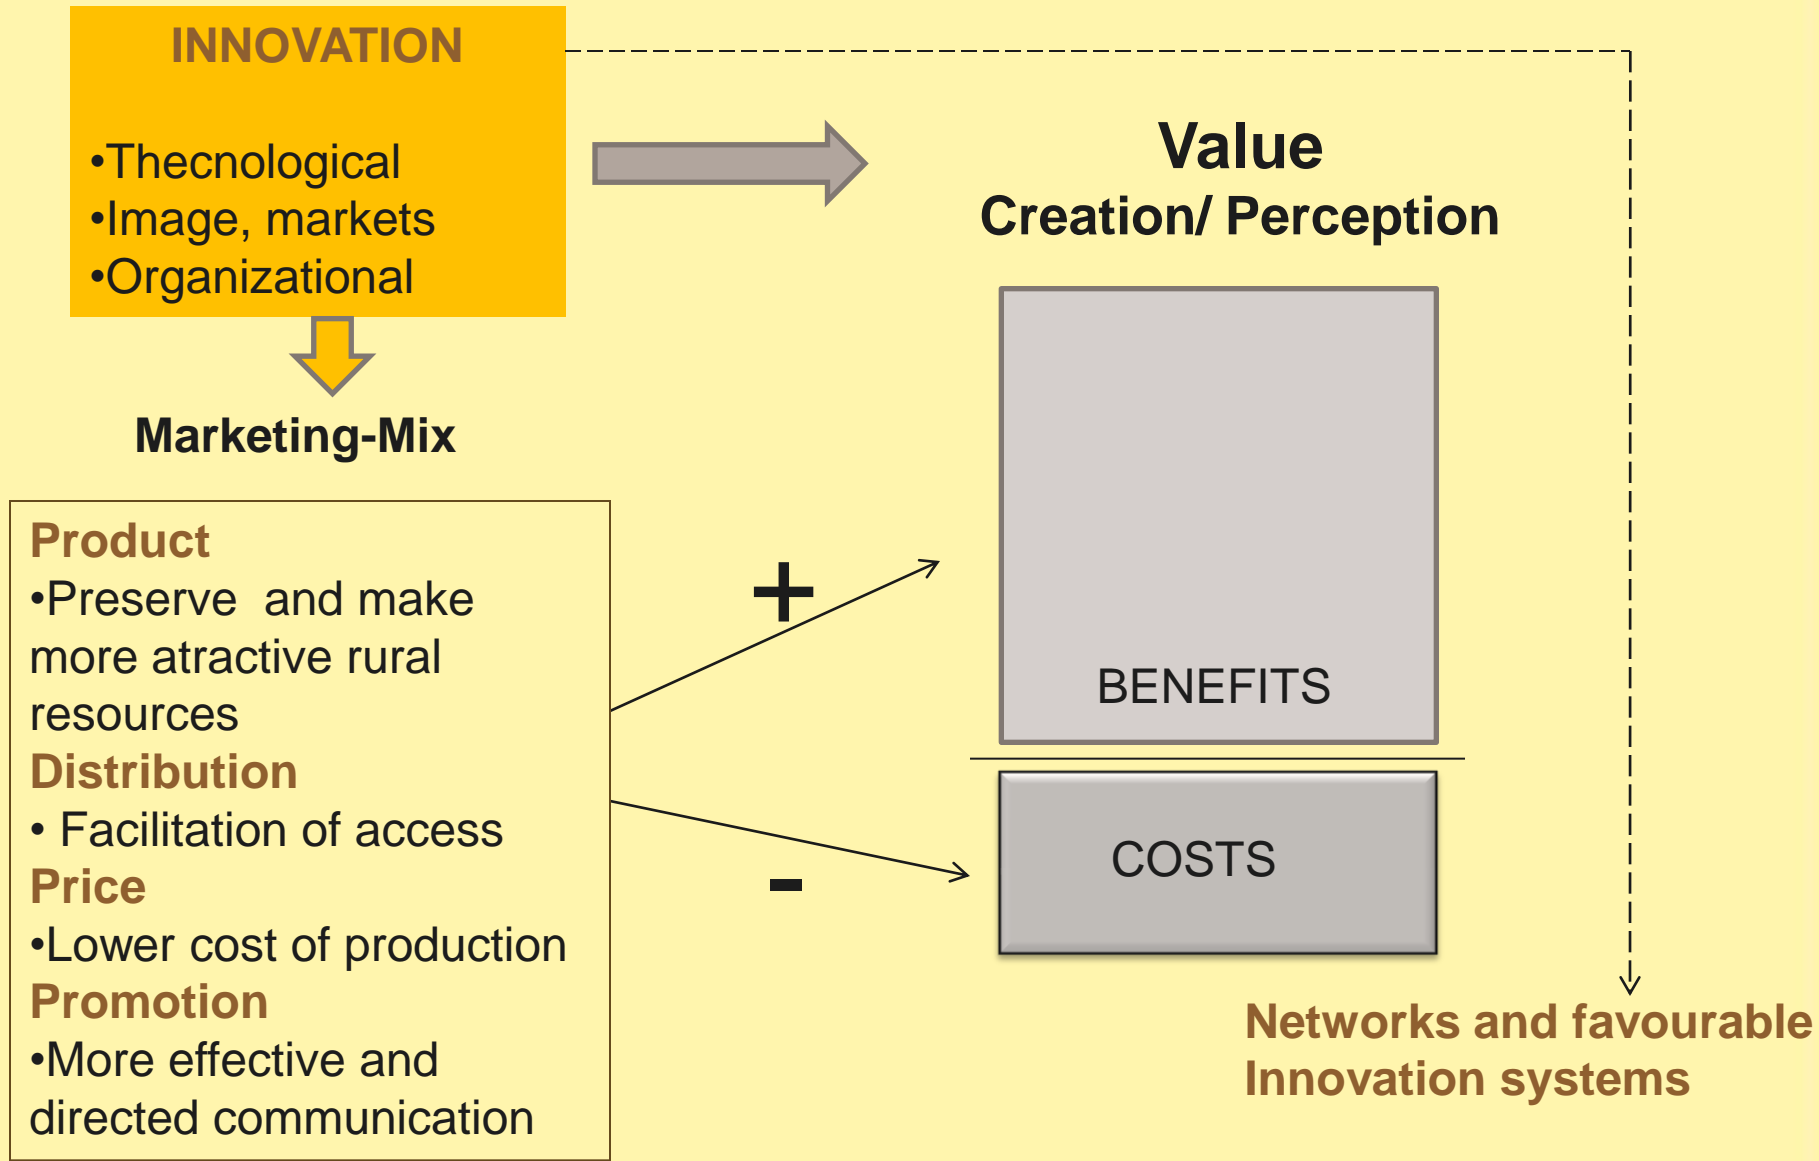 INNOVATION
•Thecnological
•Image, markets
•Organizational
Marketing-Mix
Product
•Preserve  and make
more atractive rural
resources
Distribution
• Facilitation of access
Price
•Lower cost of production
Promotion
•More effective and
directed communication
+
-
Value
Creation/ Perception
BENEFITS
COSTS
Networks and favourable
Innovation systems